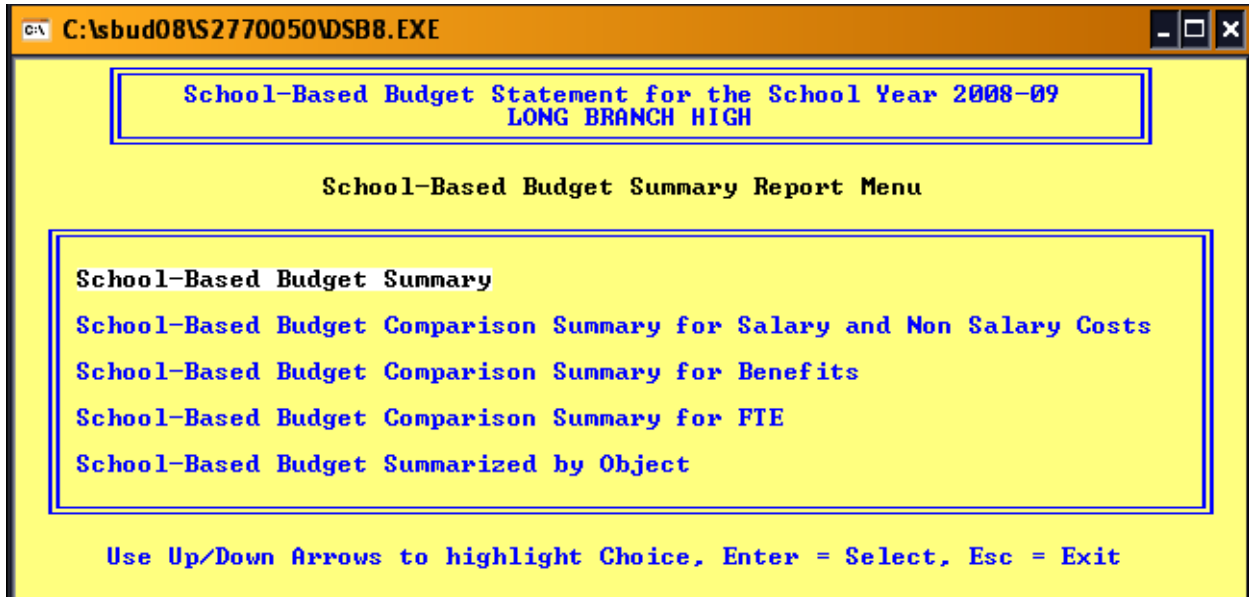 C:\sbud08\S2770050\DSB8.EXE
School-Based Budget Statement for the School Year 2008-09
LONG BRANCH HIGH
School-Based Budget Summary Report Menu
School-Based Budget Summary
School-Based Budget Comparison Summary for Salary and Non Salary Costs
School-Based Budget Comparison Summary for Benefits
School-Based Budget Comparison Summary for FTE
School-Based Budget Summarized by Object
Use Up/Down Arrows to highlight Choice, Enter = Select, Esc = Exit